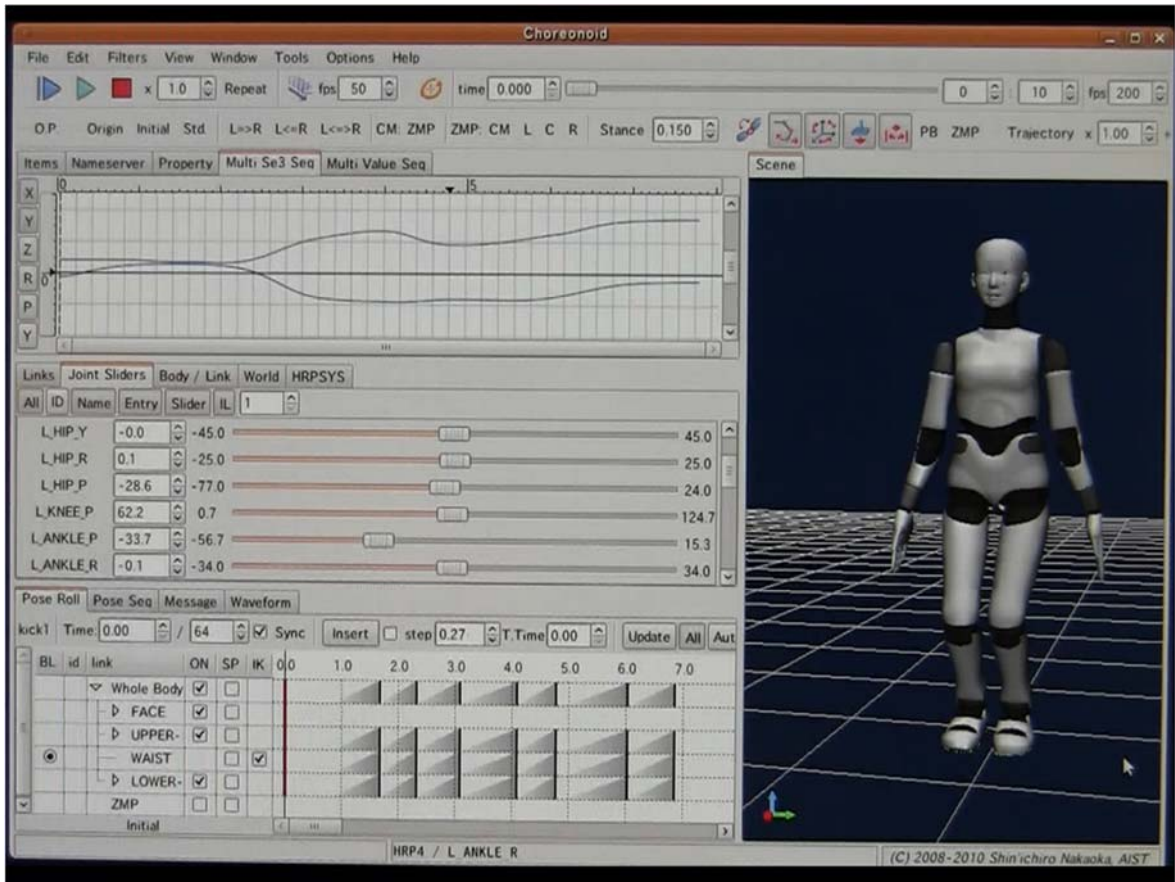 Choreonoid
File Edit Filters View Window Tools Options Help
x 1.0 Repeat fps 50 time 0.000 0 : 10 fps 200
O.P. Origin Initial Std. L=>R L<=R L<=>R CM: ZMP ZMP: CM L C R Stance 0.150 PB ZMP Trajectory x 1.00
Items Nameserver Property Multi Se3 Seq Multi Value Seq
Scene
0 5
X
Y
Z
R 0
P
Y
Links Joint Sliders Body / Link World HRPSYS
All ID Name Entry Slider IL 1
L_HIP_Y -0.0 -45.0 45.0
L_HIP_R 0.1 -25.0 25.0
L_HIP_P -28.6 -77.0 24.0
L_KNEE_P 62.2 0.7 124.7
L_ANKLE_P -33.7 -56.7 15.3
L_ANKLE_R -0.1 -34.0 34.0
Pose Roll Pose Seq Message Waveform
kick1 Time: 0.00 / 64 Sync Insert step 0.27 T.Time 0.00 Update All Aut
BL id link ON SP IK 0.0 1.0 2.0 3.0 4.0 5.0 6.0 7.0
Whole Body
FACE
UPPER-
WAIST
LOWER-
ZMP
Initial
HRP4 / L_ANKLE_R
(C) 2008-2010 Shin'ichiro Nakaoka, AIST